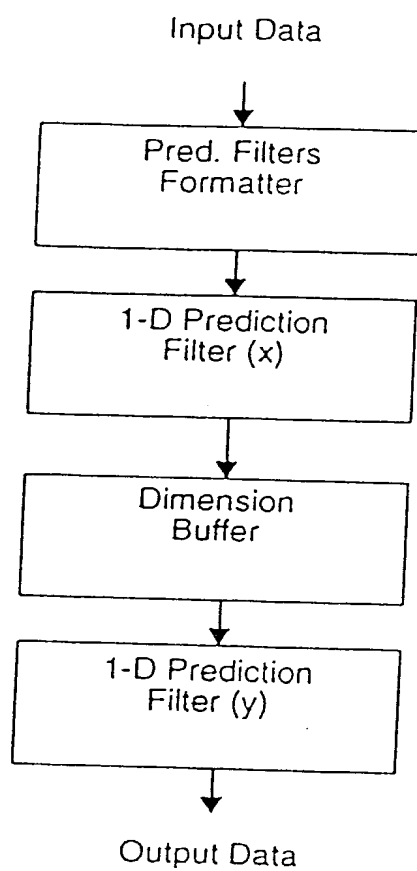 Input Data
Pred. Filters
Formatter
1-D Prediction
Filter (x)
Dimension
Buffer
1-D Prediction
Filter (y)
Output Data